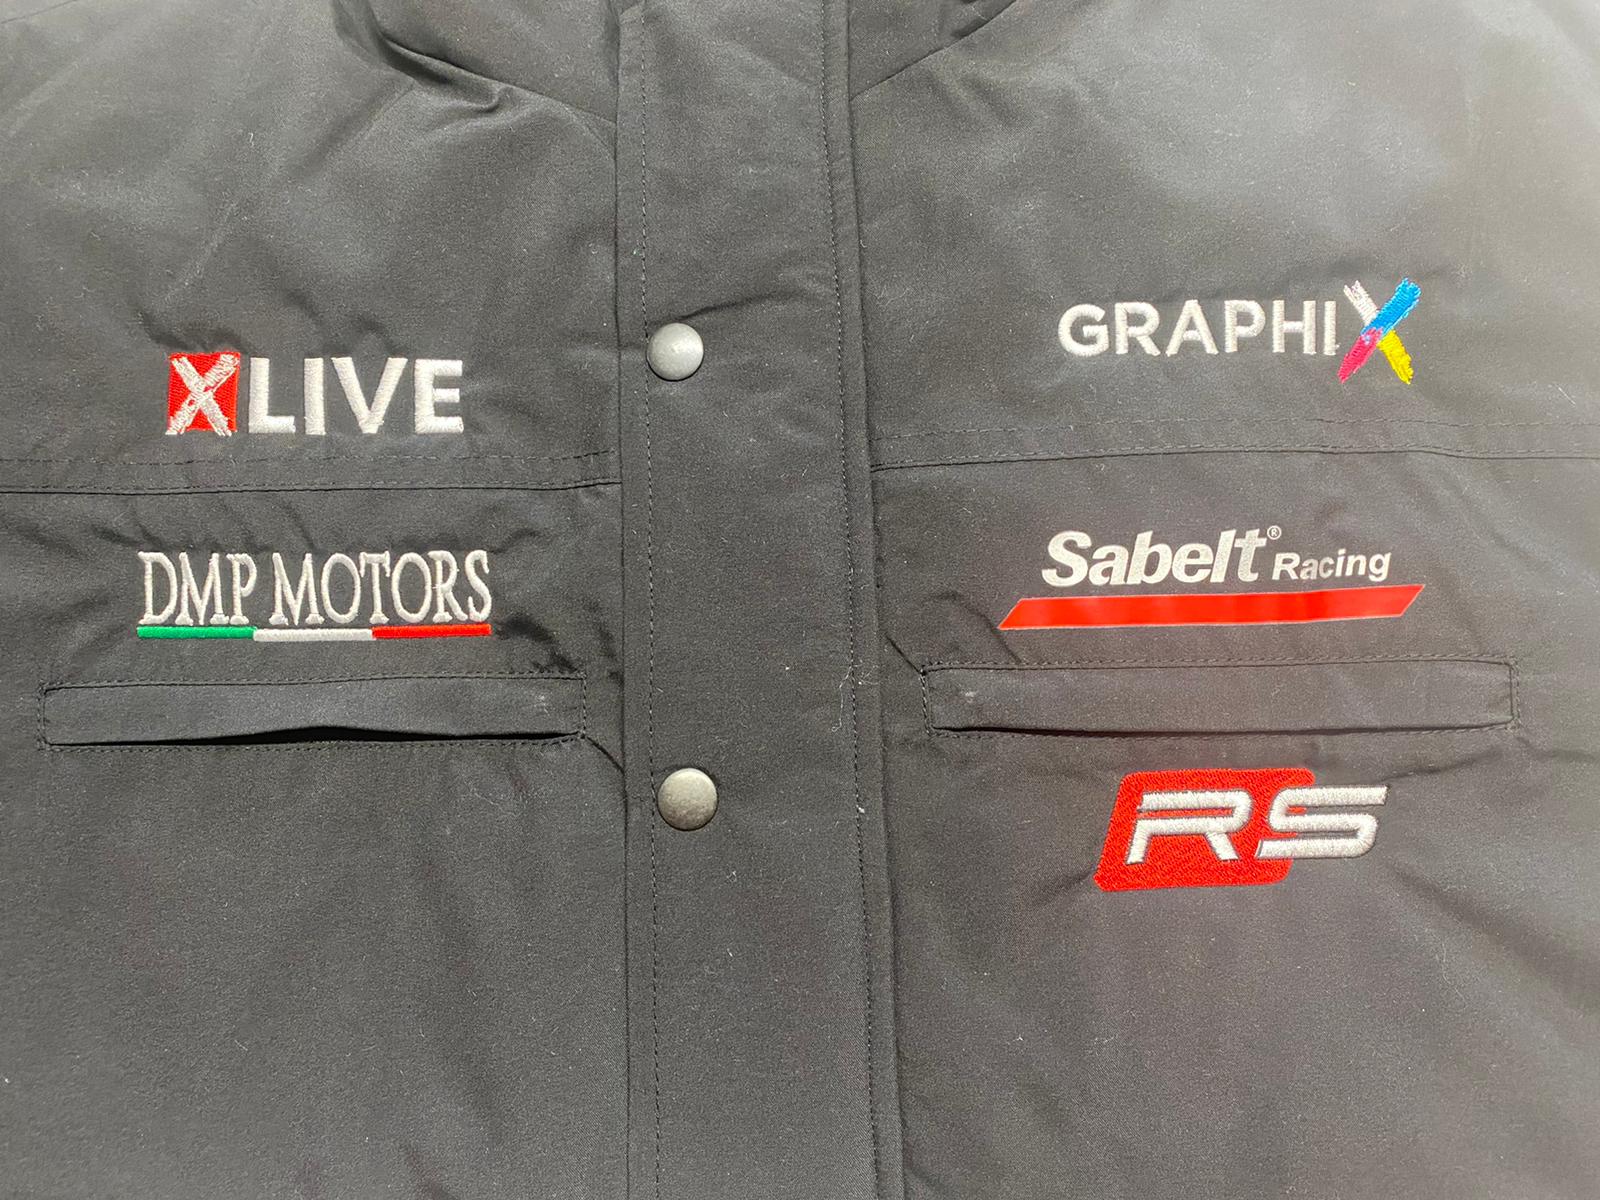 XLIVE
DMP MOTORS
GRAPHIX
Sabelt® Racing
RS